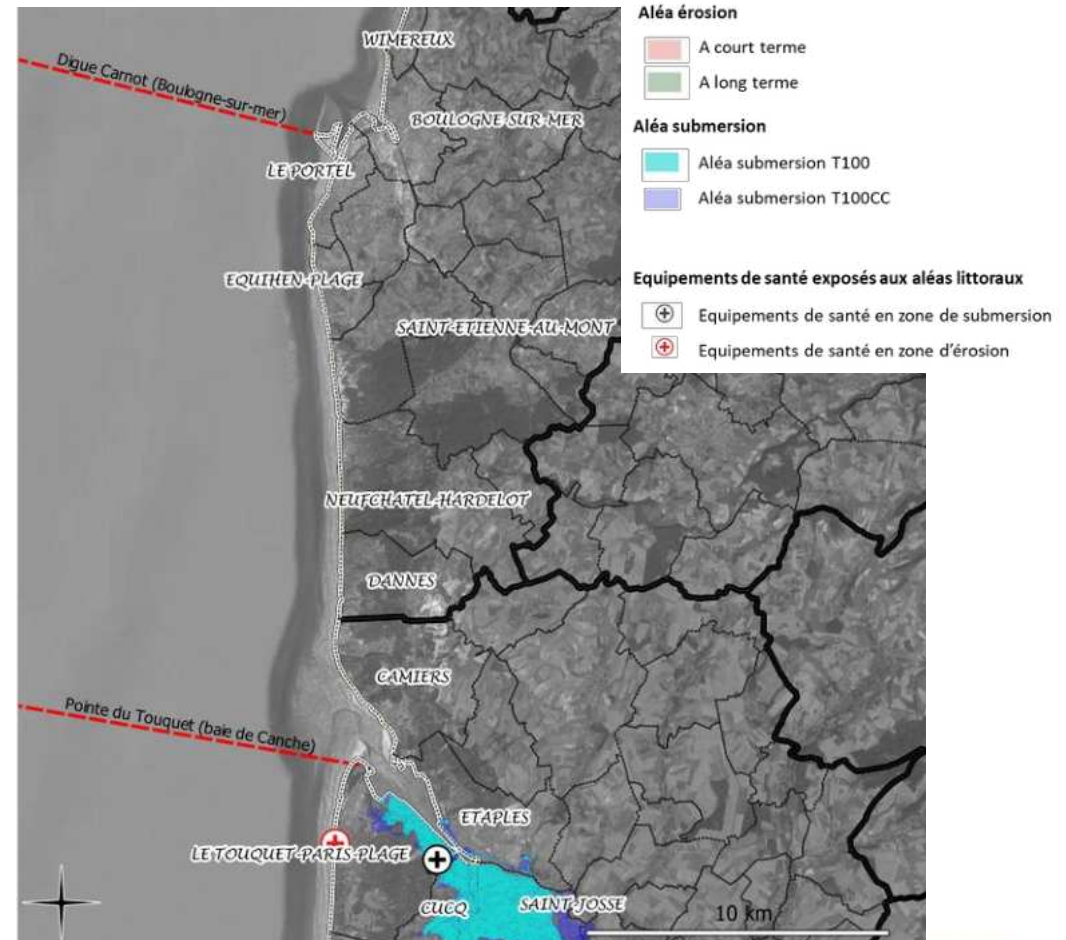 Aléa érosion
A court terme
A long terme
Aléa submersion
Aléa submersion T100
Aléa submersion T100CC
Equipements de santé exposés aux aléas littoraux
Equipements de santé en zone de submersion
Equipements de santé en zone d'érosion
WIMEREUX
Digue Carnot (Boulogne-sur-mer)
BOULOGNE-SUR-MER
LE PORTEL
EQUIHEN-PLAGE
SAINT-ETIENNE-AU-MONT
NEUFCHATEL-HARDELOT
DANNES
CAMIERS
Pointe du Touquet (baie de Canche)
ETAPLES
LE TOUQUET-PARIS-PLAGE
CUCQ
SAINT-JOSSE
10 km